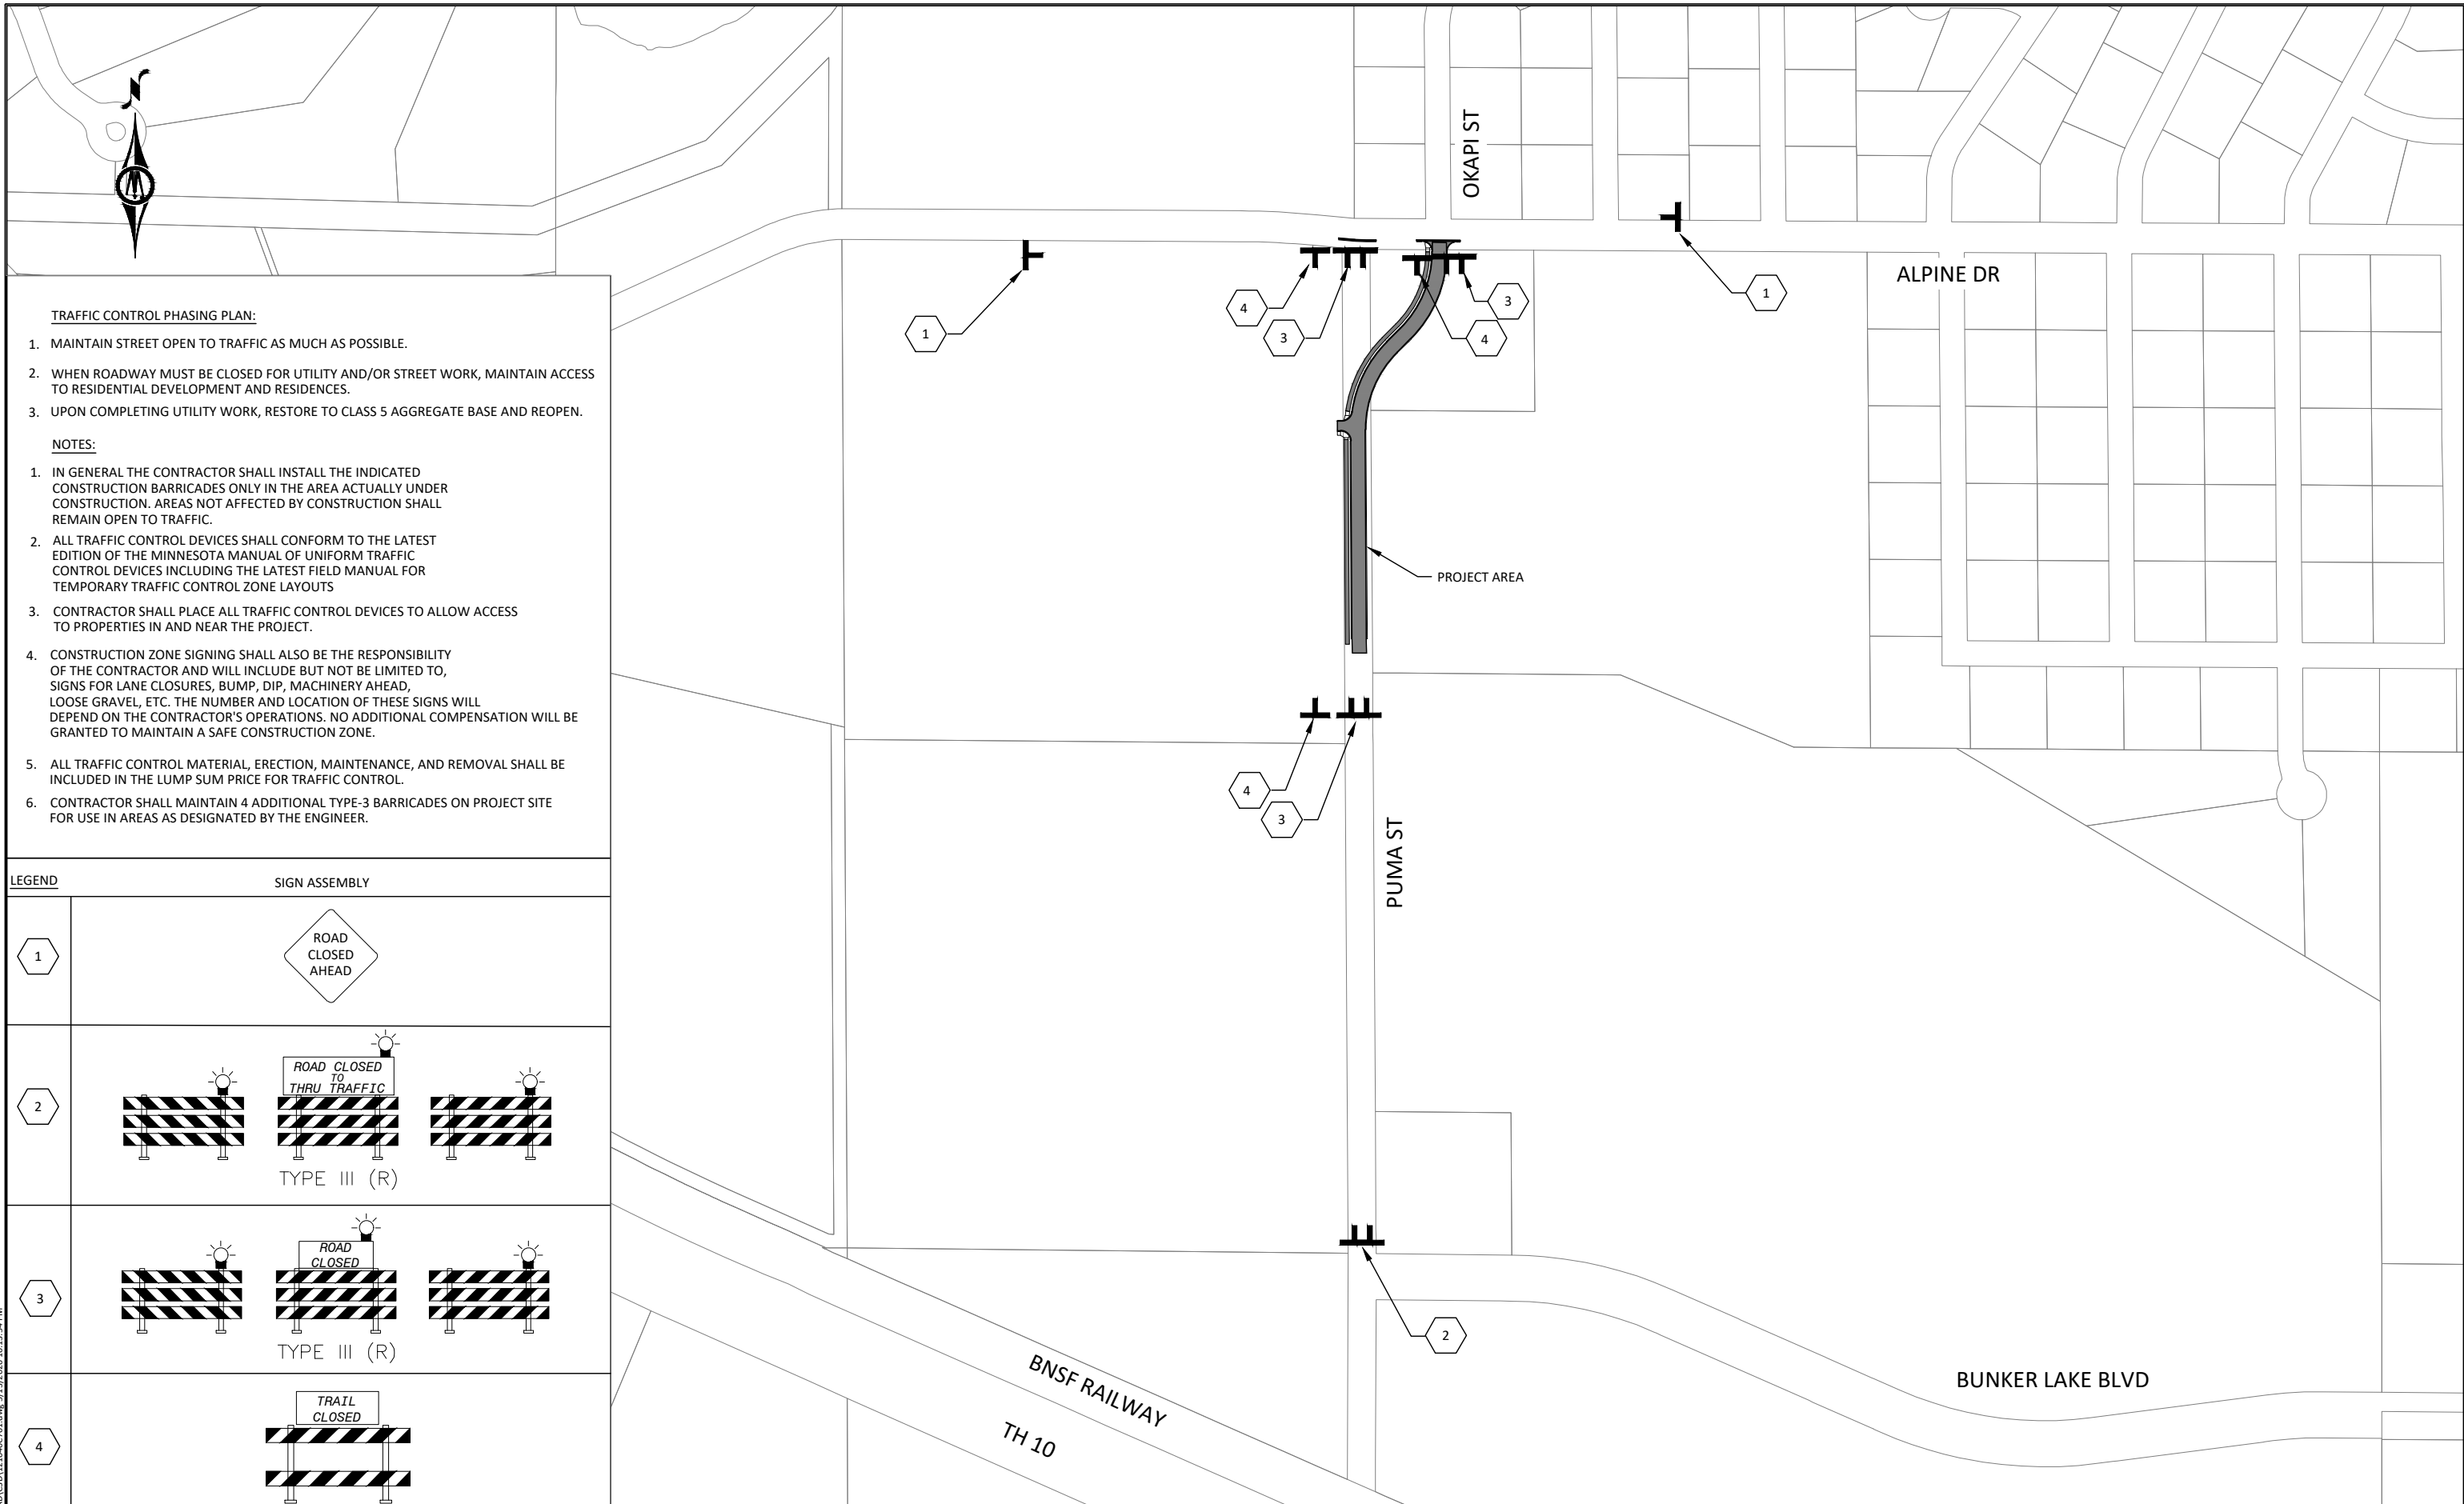 TRAFFIC CONTROL PHASING PLAN:
1. MAINTAIN STREET OPEN TO TRAFFIC AS MUCH AS POSSIBLE.
2. WHEN ROADWAY MUST BE CLOSED FOR UTILITY AND/OR STREET WORK, MAINTAIN ACCESS
TO RESIDENTIAL DEVELOPMENT AND RESIDENCES.
3. UPON COMPLETING UTILITY WORK, RESTORE TO CLASS 5 AGGREGATE BASE AND REOPEN.
NOTES:
1. IN GENERAL THE CONTRACTOR SHALL INSTALL THE INDICATED
CONSTRUCTION BARRICADES ONLY IN THE AREA ACTUALLY UNDER
CONSTRUCTION. AREAS NOT AFFECTED BY CONSTRUCTION SHALL
REMAIN OPEN TO TRAFFIC.
2. ALL TRAFFIC CONTROL DEVICES SHALL CONFORM TO THE LATEST
EDITION OF THE MINNESOTA MANUAL OF UNIFORM TRAFFIC
CONTROL DEVICES INCLUDING THE LATEST FIELD MANUAL FOR
TEMPORARY TRAFFIC CONTROL ZONE LAYOUTS
3. CONTRACTOR SHALL PLACE ALL TRAFFIC CONTROL DEVICES TO ALLOW ACCESS
TO PROPERTIES IN AND NEAR THE PROJECT.
4. CONSTRUCTION ZONE SIGNING SHALL ALSO BE THE RESPONSIBILITY
OF THE CONTRACTOR AND WILL INCLUDE BUT NOT BE LIMITED TO,
SIGNS FOR LANE CLOSURES, BUMP, DIP, MACHINERY AHEAD,
LOOSE GRAVEL, ETC. THE NUMBER AND LOCATION OF THESE SIGNS WILL
DEPEND ON THE CONTRACTOR'S OPERATIONS. NO ADDITIONAL COMPENSATION WILL BE
GRANTED TO MAINTAIN A SAFE CONSTRUCTION ZONE.
5. ALL TRAFFIC CONTROL MATERIAL, ERECTION, MAINTENANCE, AND REMOVAL SHALL BE
INCLUDED IN THE LUMP SUM PRICE FOR TRAFFIC CONTROL.
6. CONTRACTOR SHALL MAINTAIN 4 ADDITIONAL TYPE-3 BARRICADES ON PROJECT SITE
FOR USE IN AREAS AS DESIGNATED BY THE ENGINEER.
LEGEND
SIGN ASSEMBLY
1
ROAD
CLOSED
AHEAD
2
ROAD CLOSED
TO
THRU TRAFFIC
TYPE III (R)
3
ROAD
CLOSED
TYPE III (R)
4
TRAIL
CLOSED
OKAPI ST
ALPINE DR
1
4
3
3
4
1
PROJECT AREA
4
3
PUMA ST
2
BNSF RAILWAY
TH 10
BUNKER LAKE BLVD